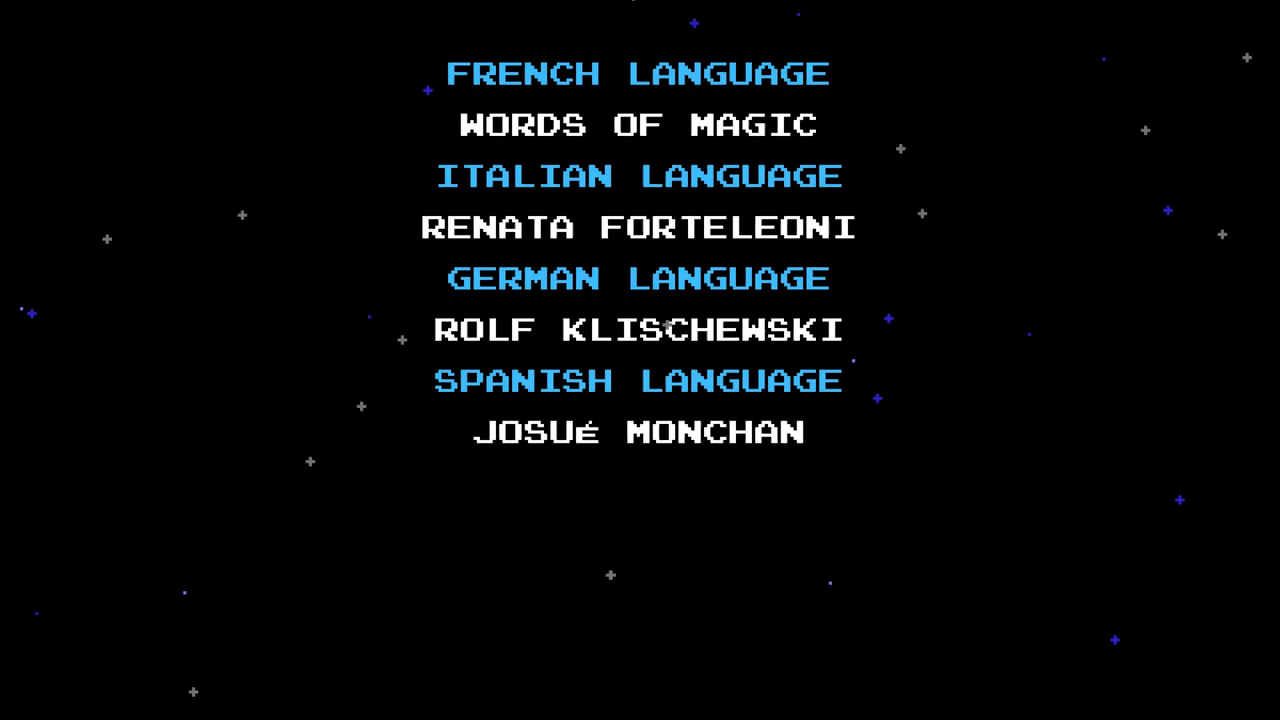 FRENCH LANGUAGE
WORDS OF MAGIC
ITALIAN LANGUAGE
RENATA FORTELEONI
GERMAN LANGUAGE
ROLF KLISCHEWSKI
SPANISH LANGUAGE
JOSUé MONCHAN